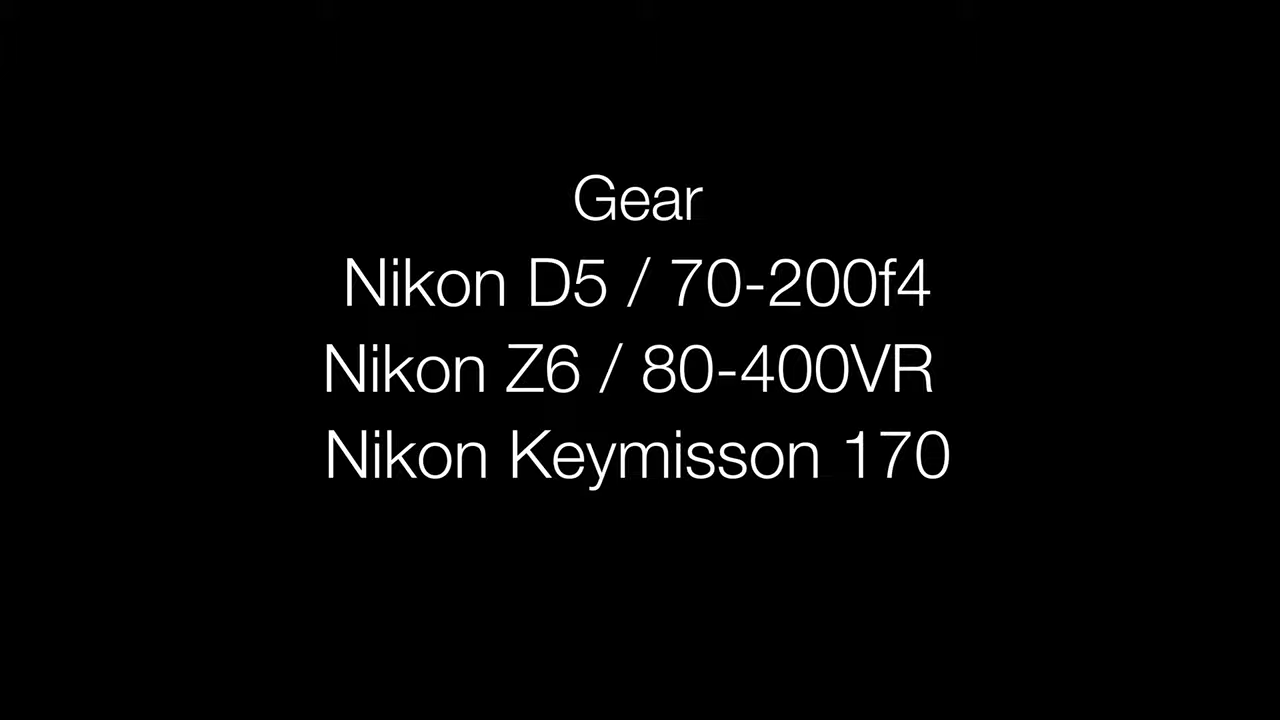 Gear
Nikon D5 / 70-200f4
Nikon Z6 / 80-400VR
Nikon Keymisson 170